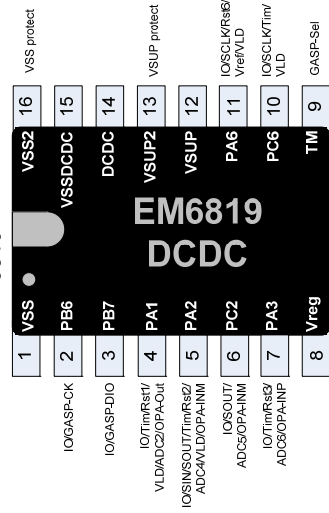 VSS protect
VSUP protect
IO/SCLK/Rst6/
Vref/VLD
IO/SCLK/Tim/
VLD
GASP-Sel
16
15
14
13
12
11
10
9
VSS2
VSSDCDC
DCDC
VSUP2
VSUP
PA6
PC6
TM
EM6819
DCDC
VSS
PB6
PB7
PA1
PA2
PC2
PA3
Vreg
1
2
3
4
5
6
7
8
IO/GASP-CK
IO/GASP-DIO
IO/Tim/Rst1/
VLD/ADC2/OPA-Out
IO/SIN/SOUT/Tim/Rst2/
ADC4/VLD/OPA-INM
IO/SOUT/
ADC5/OPA-INM
IO/Tim/Rst3/
ADC6/OPA-INP